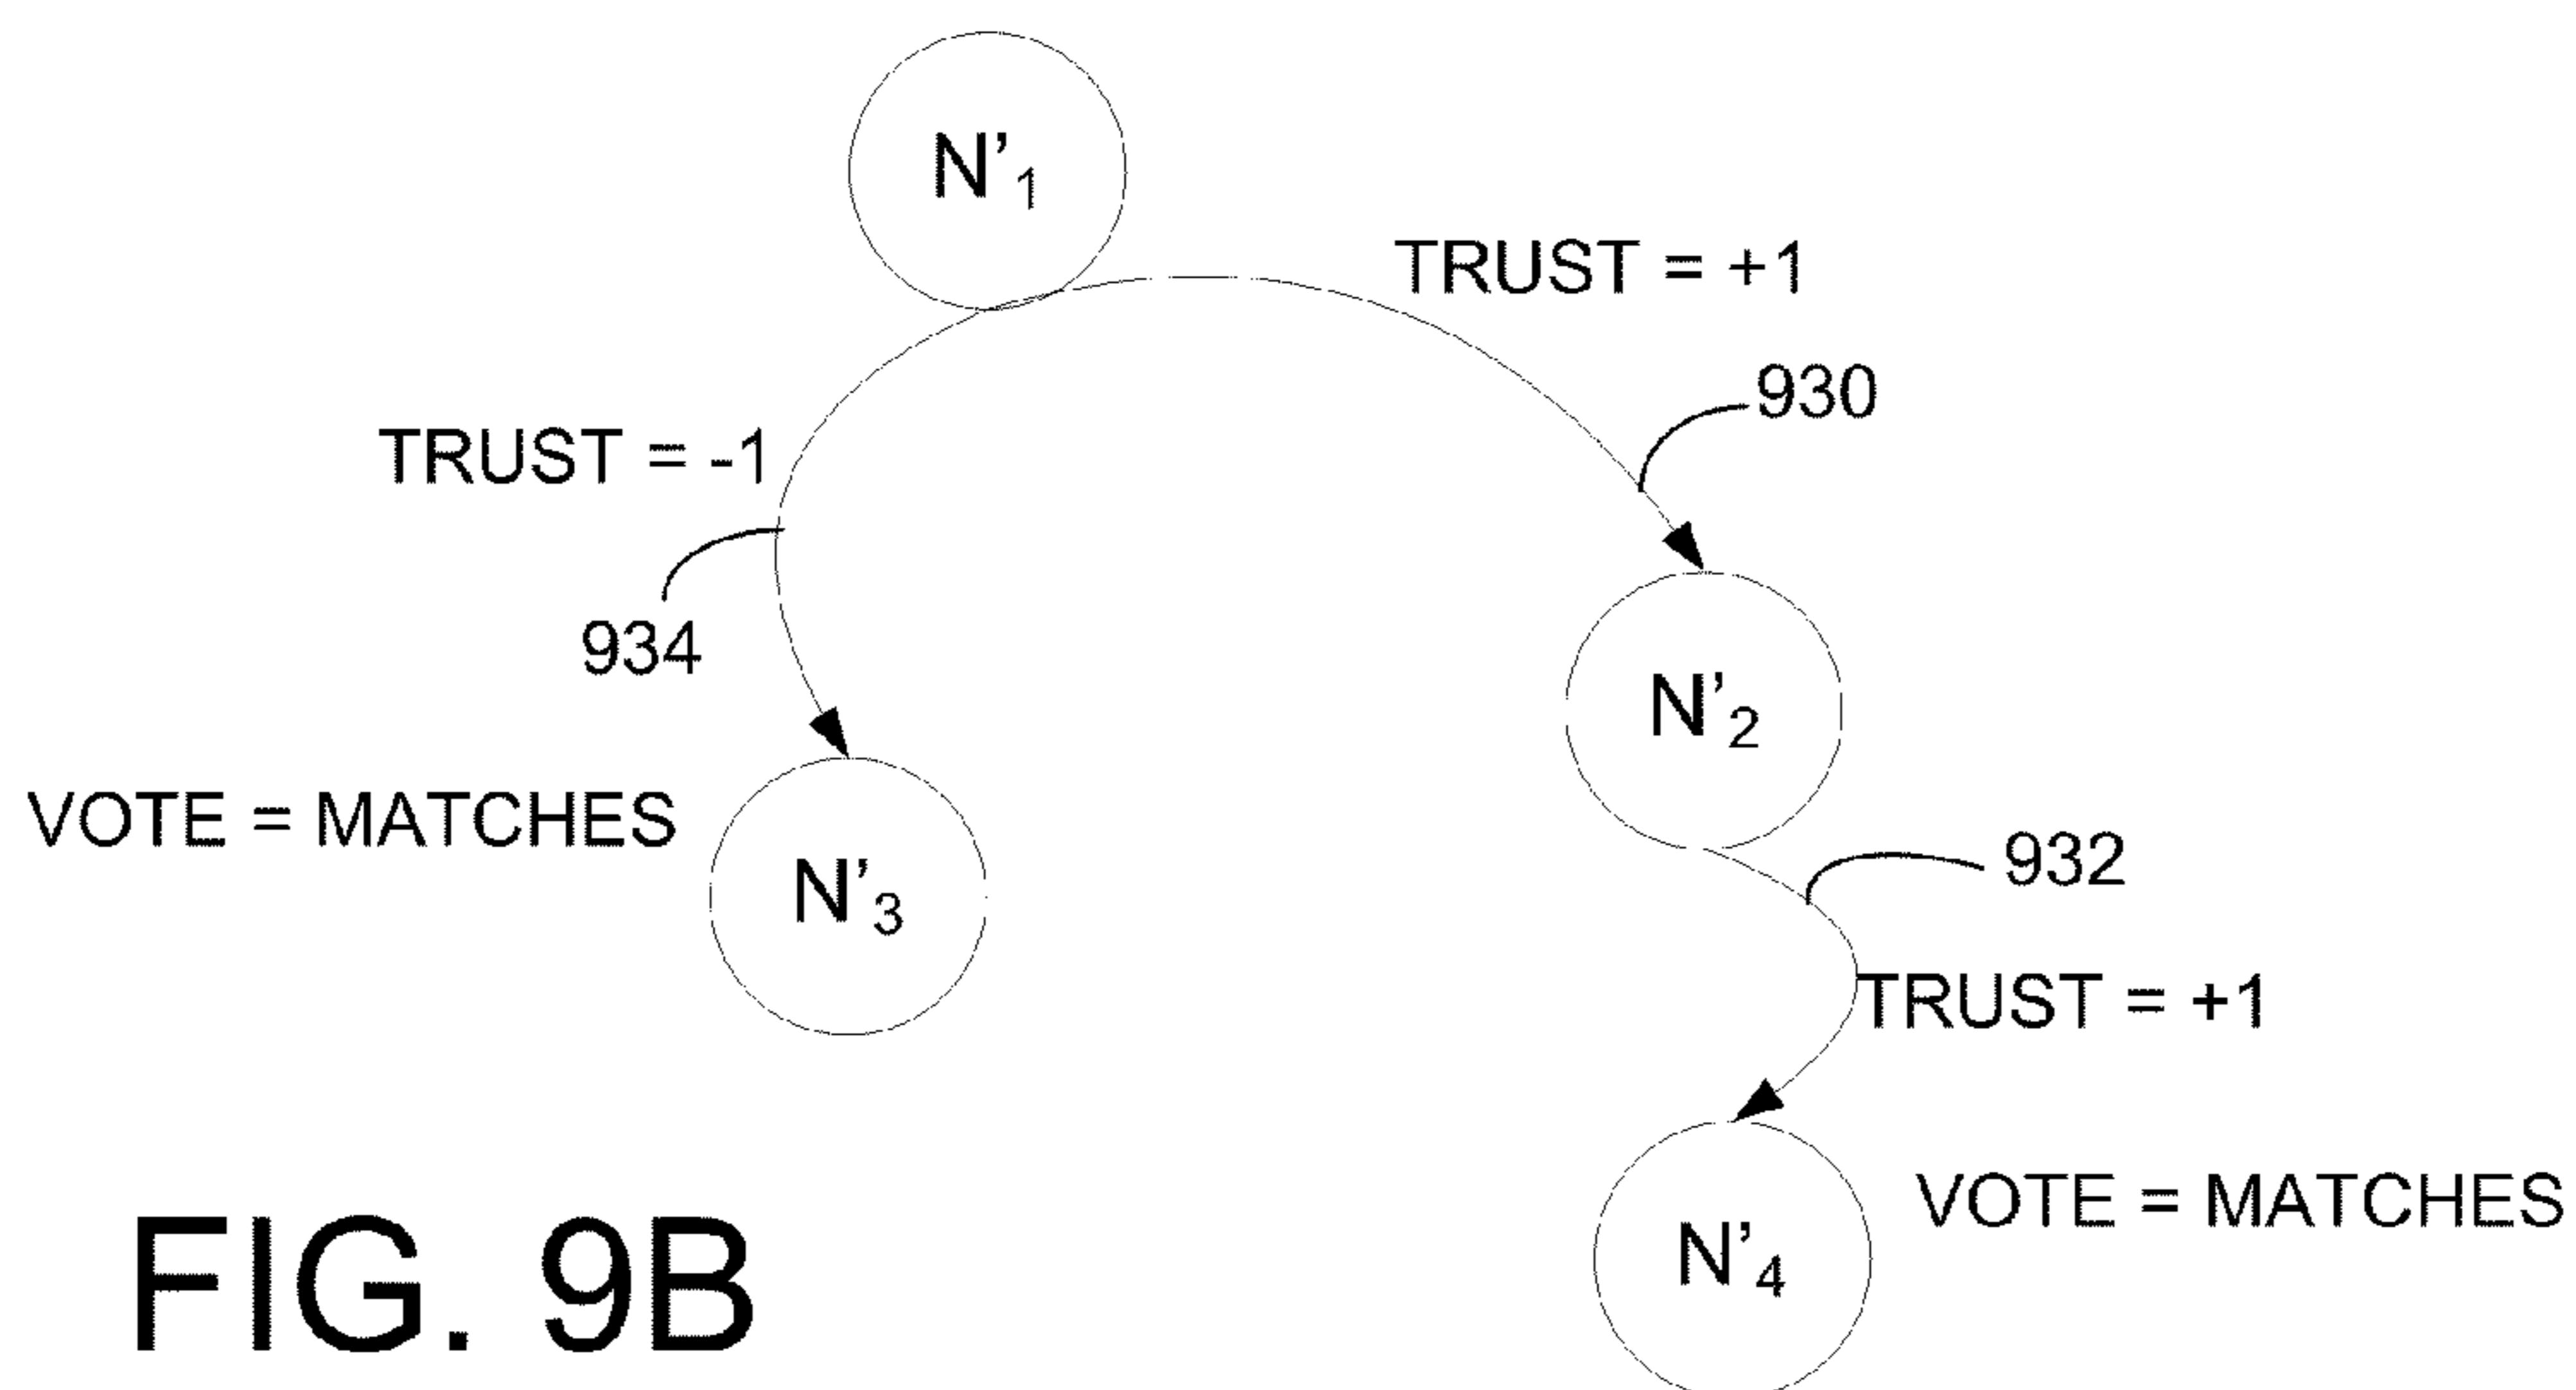 N’1
TRUST = +1
930
TRUST = -1
934
N’2
VOTE = MATCHES
N’3
932
TRUST = +1
VOTE = MATCHES
N’4
FIG. 9B